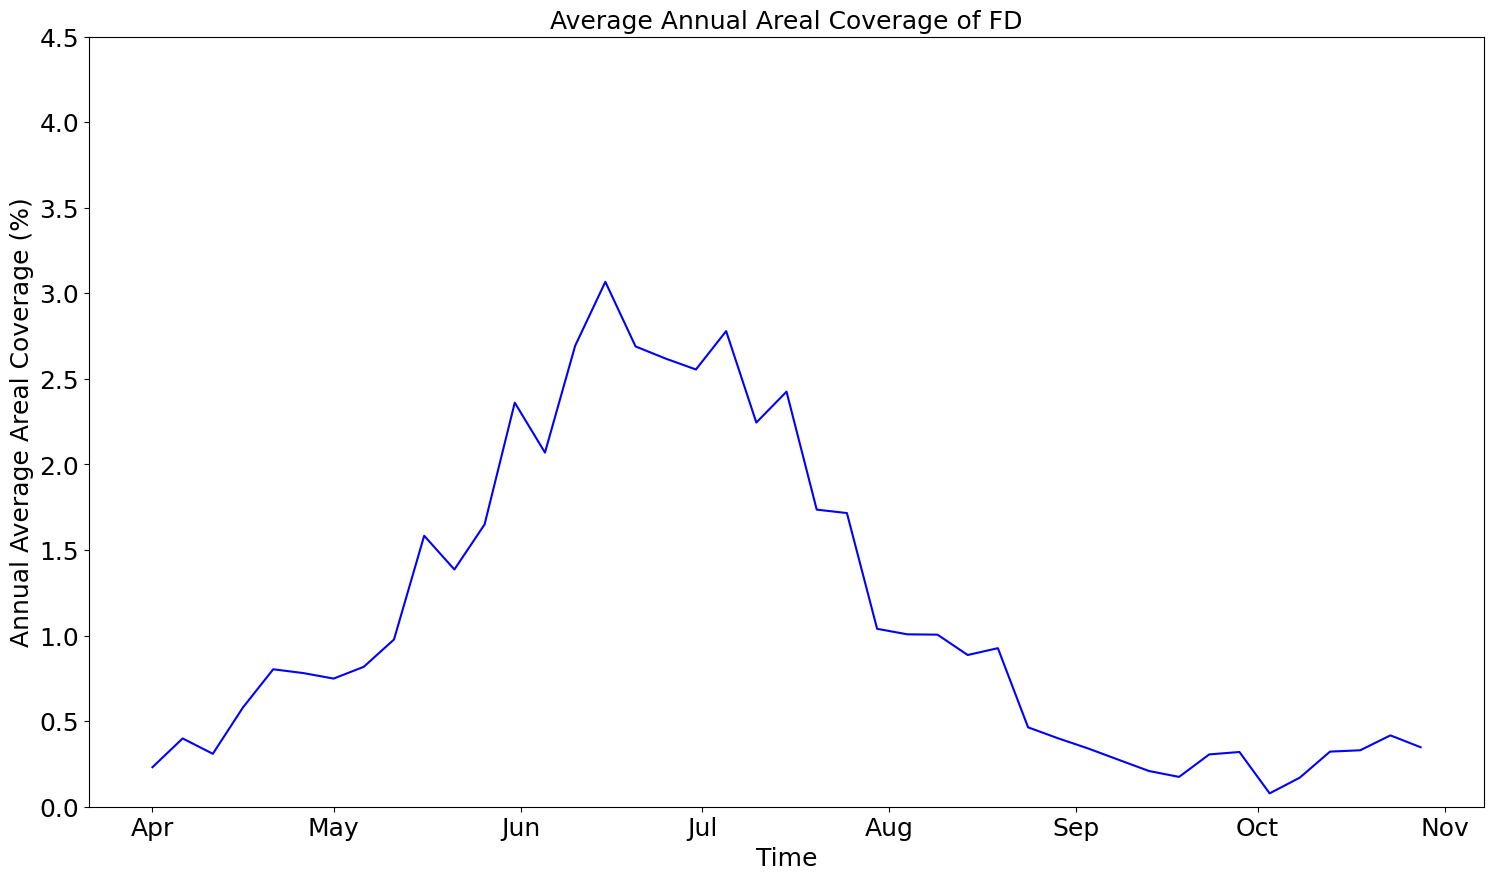 Average Annual Areal Coverage of FD
Annual Average Areal Coverage (%)
4.5
4.0
3.5
3.0
2.5
2.0
1.5
1.0
0.5
0.0
Apr May Jun Jul Aug Sep Oct Nov
Time